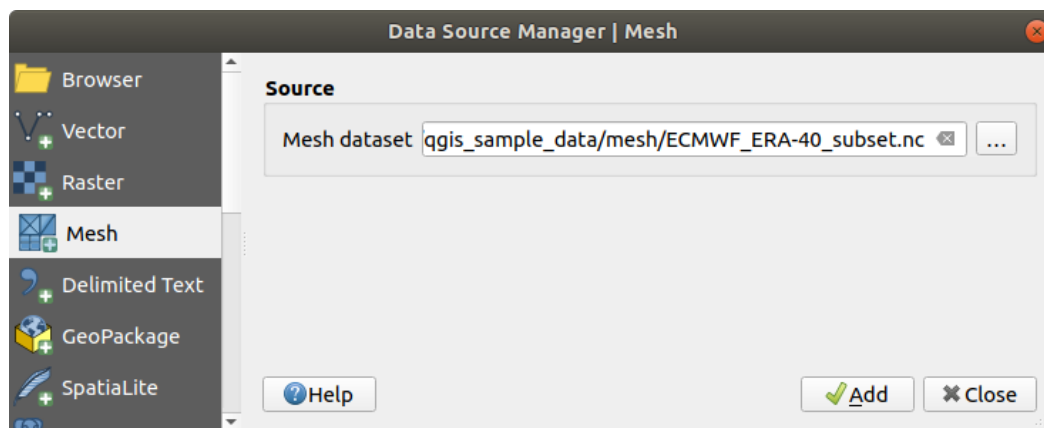 Data Source Manager | Mesh
Browser
Vector
Raster
Mesh
Delimited Text
GeoPackage
SpatiaLite
Source
Mesh dataset qgis_sample_data/mesh/ECMWF_ERA-40_subset.nc ...
Help
Add
Close